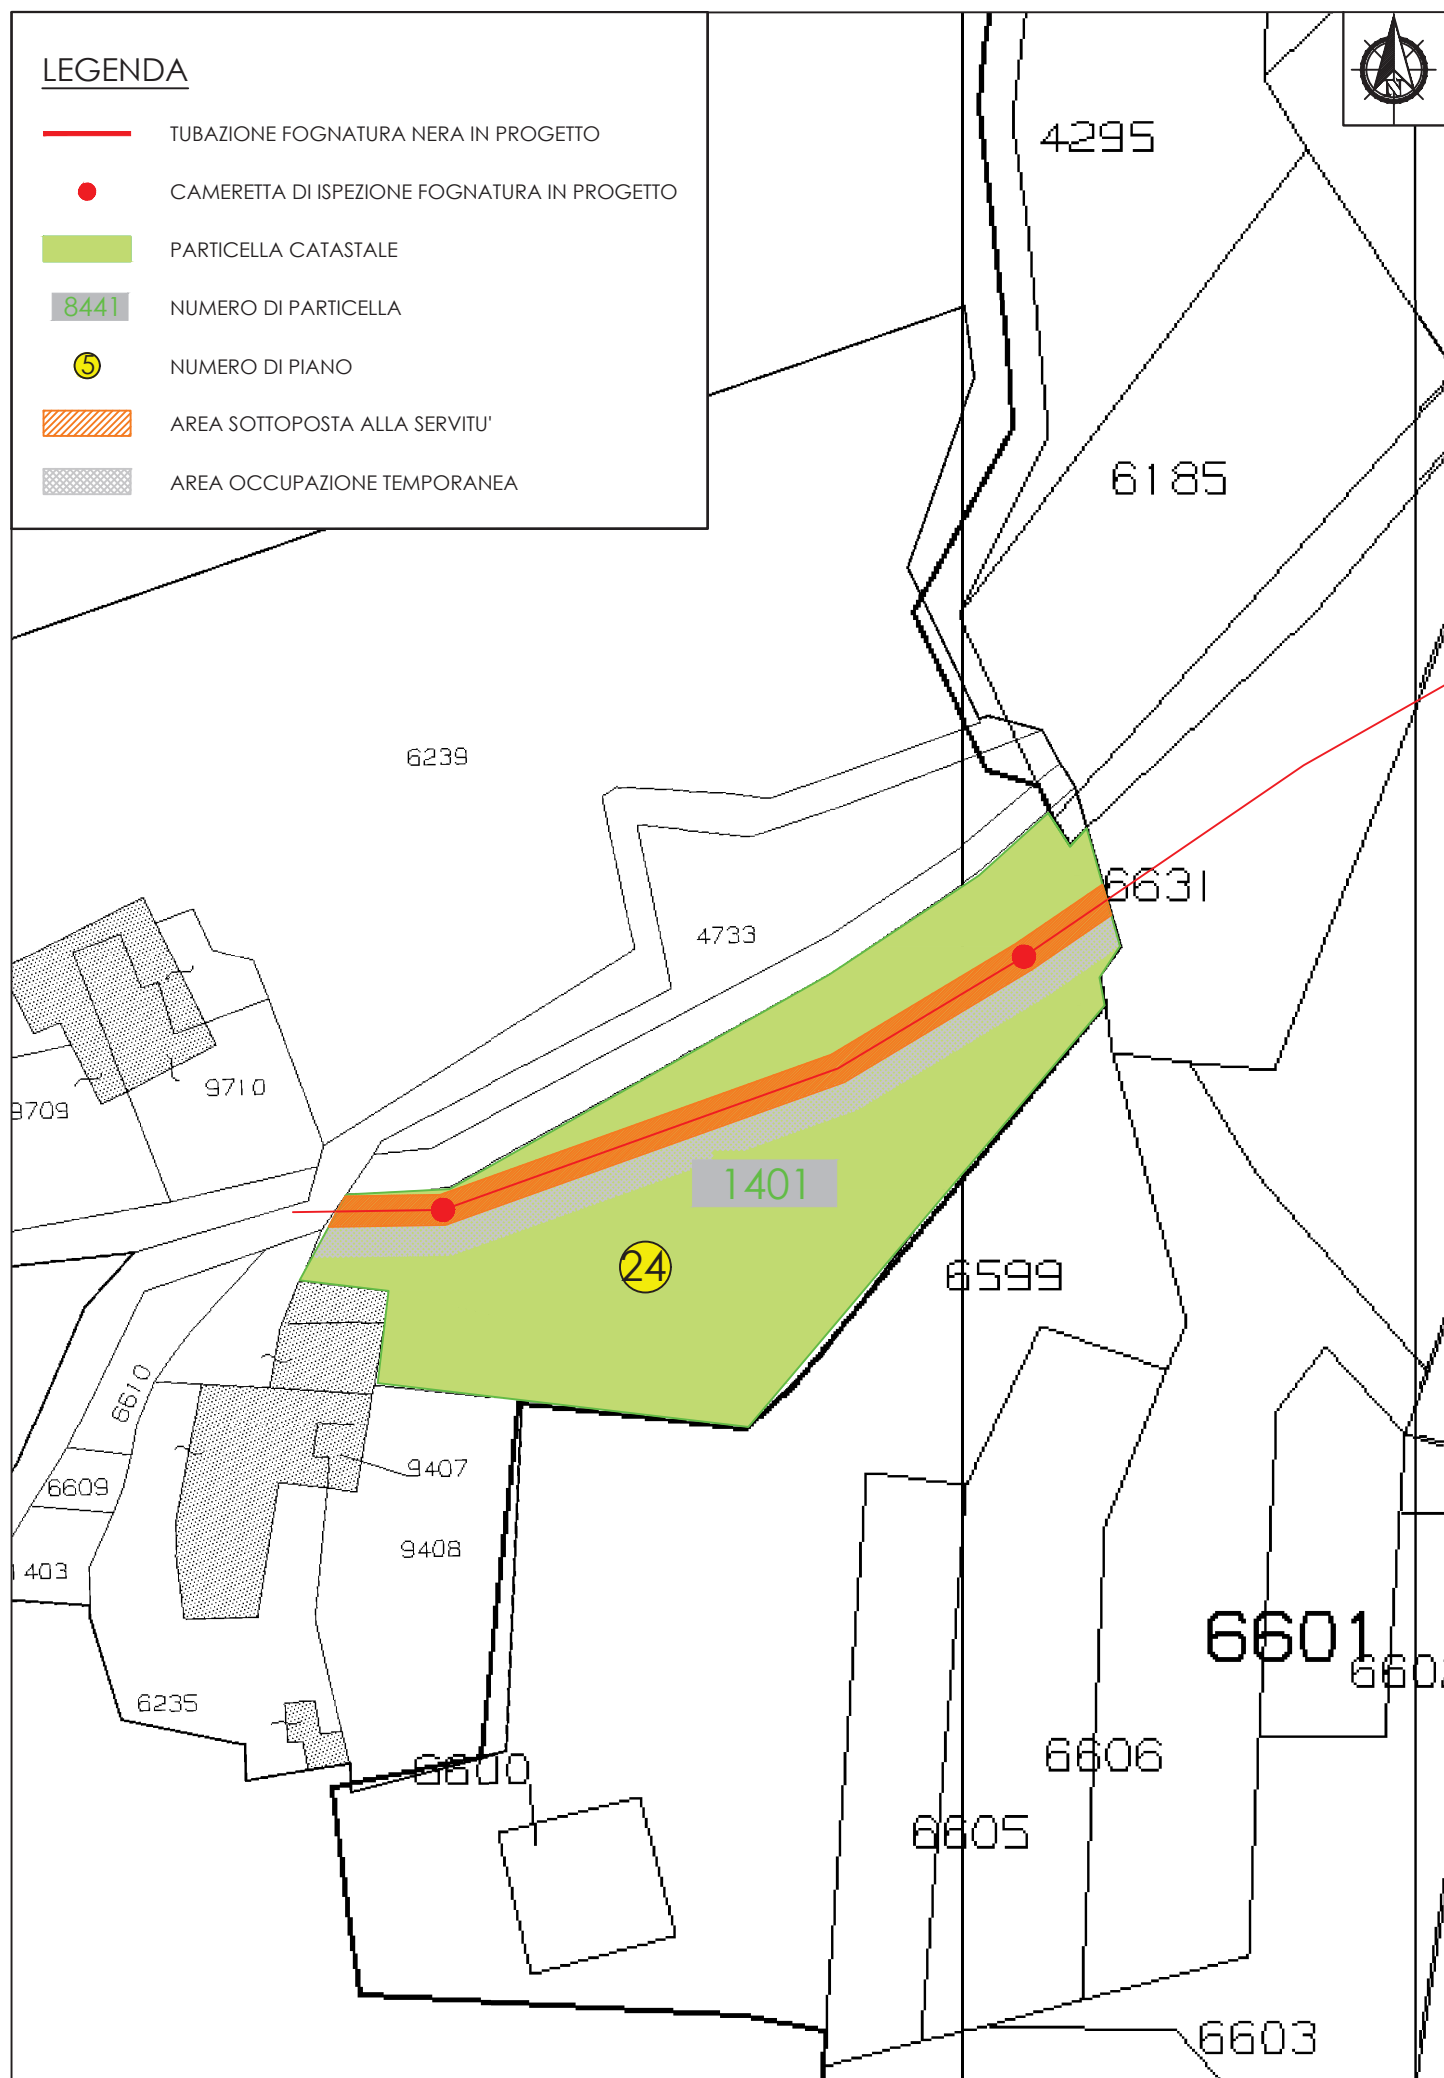 LEGENDA
TUBAZIONE FOGNATURA NERA IN PROGETTO
CAMERETTA DI ISPEZIONE FOGNATURA IN PROGETTO
PARTICELLA CATASTALE
8441 NUMERO DI PARTICELLA
5 NUMERO DI PIANO
AREA SOTTOPOSTA ALLA SERVITU'
AREA OCCUPAZIONE TEMPORANEA
N
4295
6185
6239
6631
4733
9710
9709
1401
24
6599
6610
9407
6609
9408
1403
6601
6235
6600
6606
6605
6603